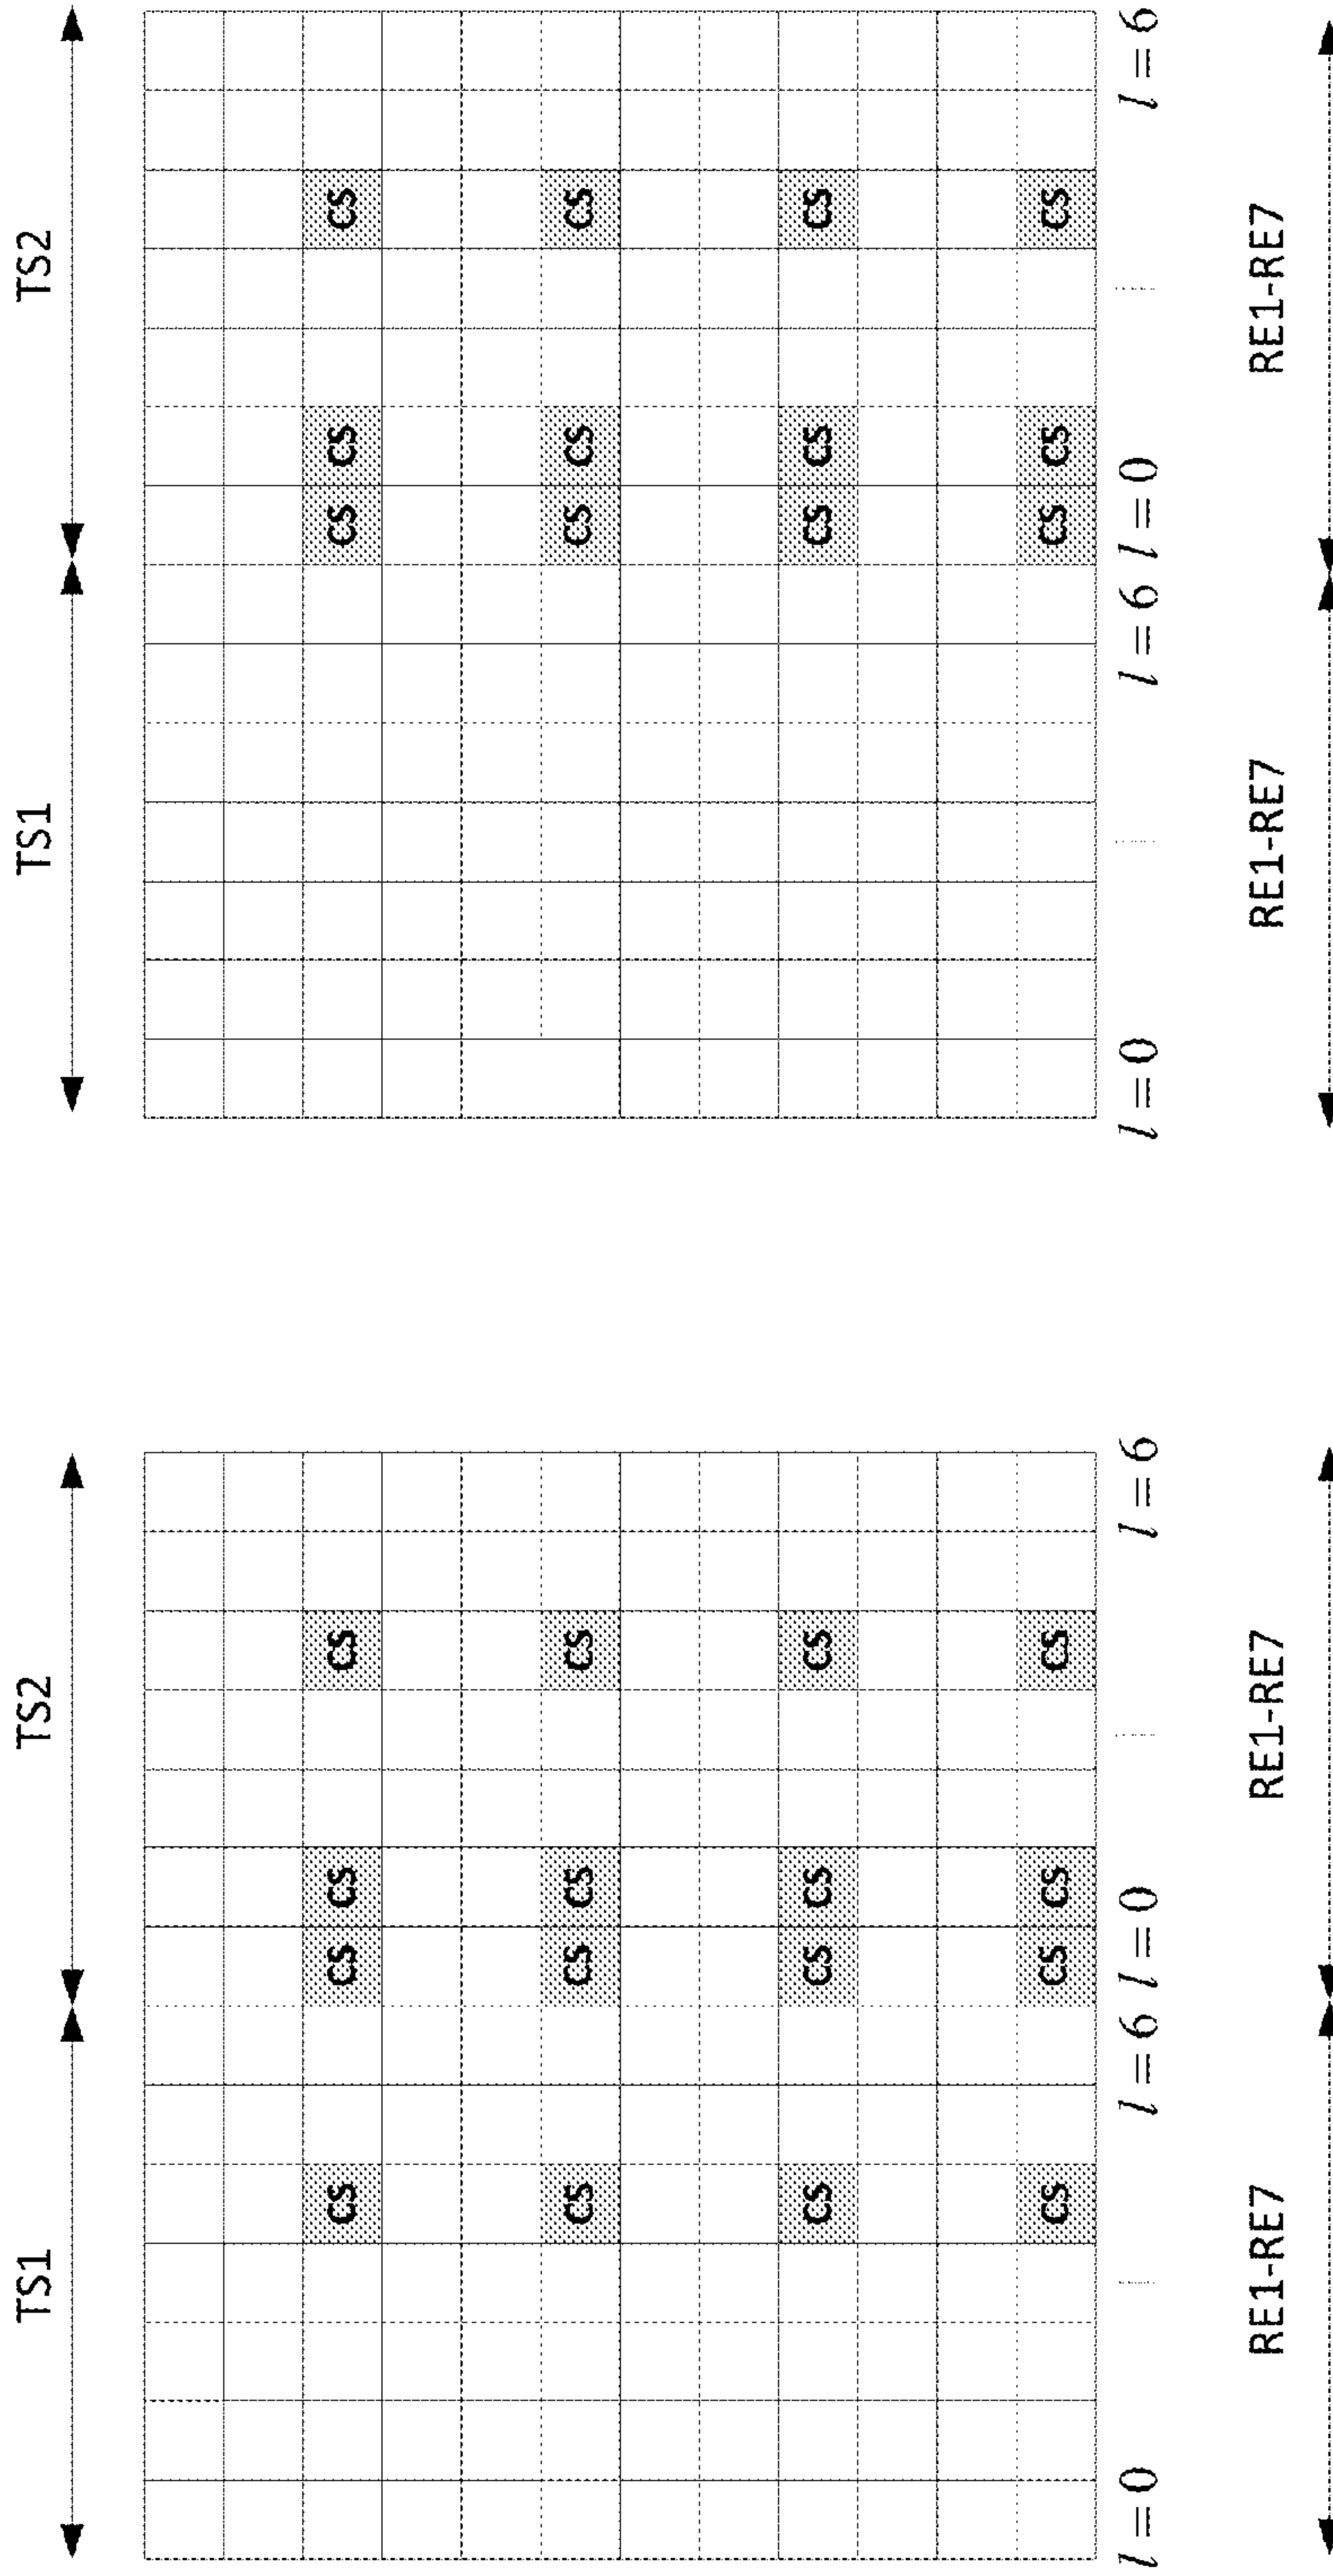 TS1 TS2 TS1 TS2
CS CS CS CS CS CS CS
CS CS CS CS CS CS CS
CS CS CS CS CS CS CS
CS CS CS CS CS CS CS
l = 0 ... l = 6 l = 0 ... l = 6 l = 0 ... l = 6 l = 0 ... l = 6
RE1-RE7 RE1-RE7 RE1-RE7 RE1-RE7